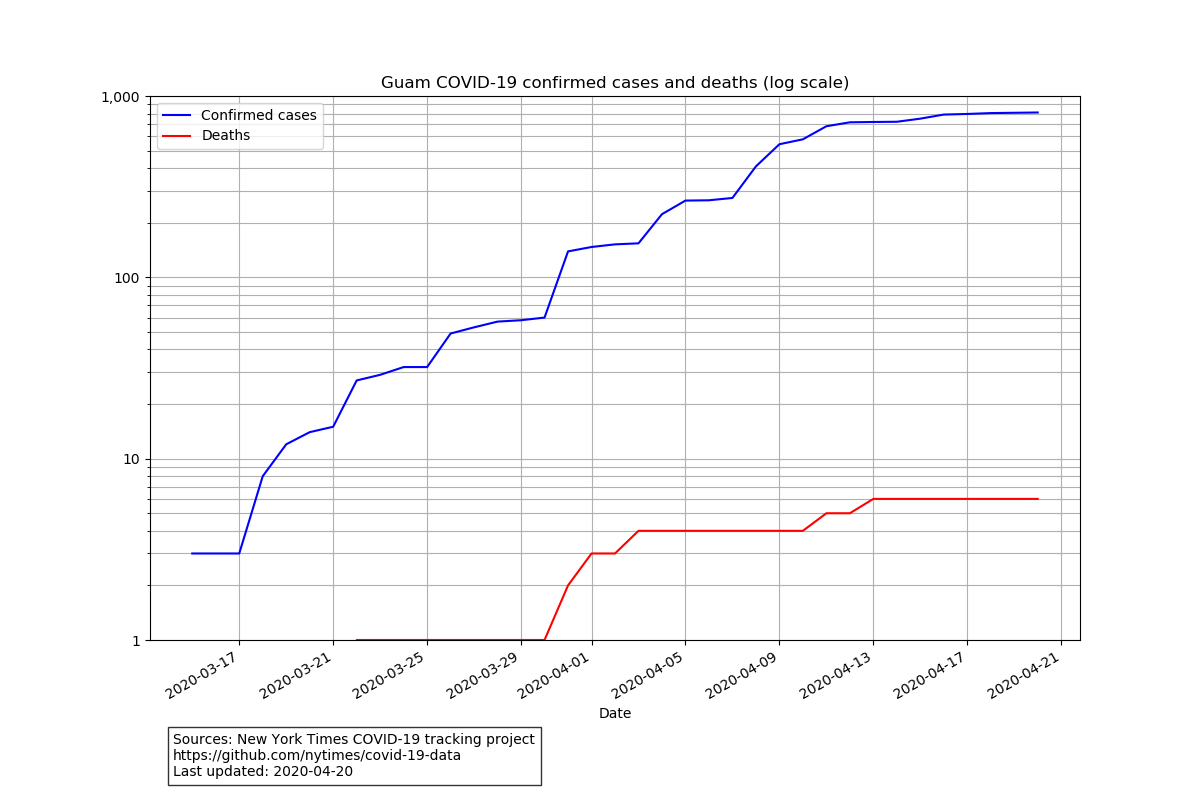 Guam COVID-19 confirmed cases and deaths (log scale)
1,000
100
10
1
Confirmed cases
Deaths
2020-03-17
2020-03-21
2020-03-25
2020-03-29
2020-04-01
2020-04-05
2020-04-09
2020-04-13
2020-04-17
2020-04-21
Date
Sources: New York Times COVID-19 tracking project
https://github.com/nytimes/covid-19-data
Last updated: 2020-04-20